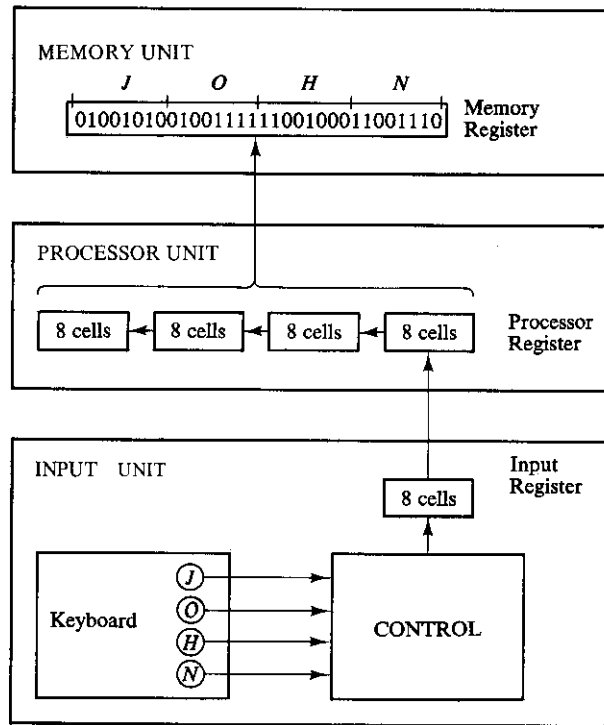 MEMORY UNIT
J O H N
01001010010011111100100011001110
Memory
Register
PROCESSOR UNIT
8 cells 8 cells 8 cells 8 cells
Processor
Register
INPUT UNIT
Input
Register
8 cells
Keyboard
J
O
H
N
CONTROL